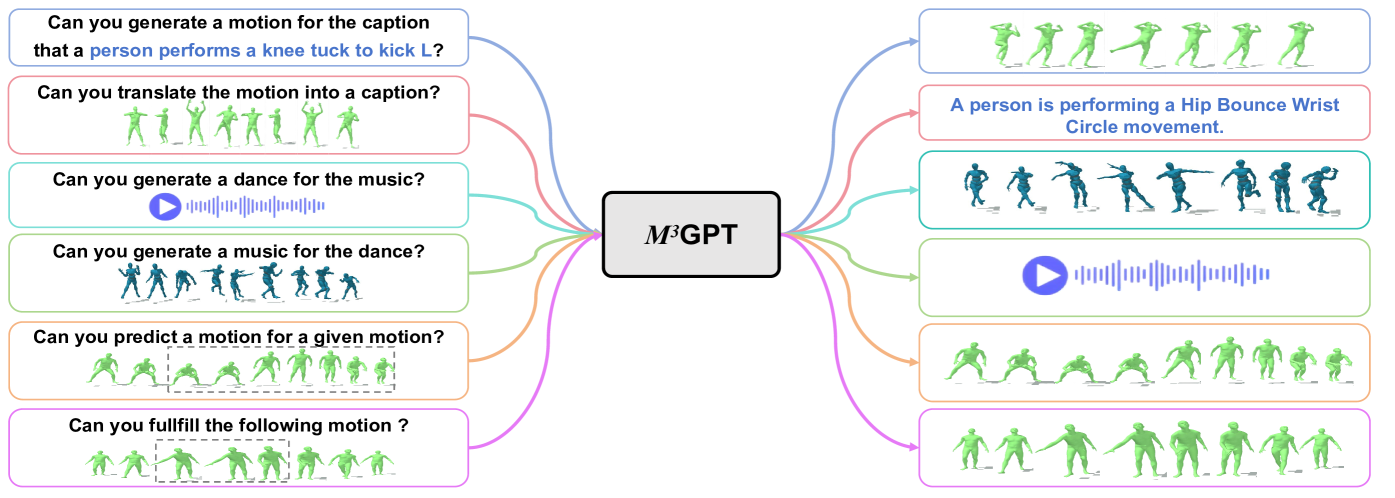 Can you generate a motion for the caption
that a person performs a knee tuck to kick L?
Can you translate the motion into a caption?
Can you generate a dance for the music?
Can you generate a music for the dance?
Can you predict a motion for a given motion?
Can you fullfill the following motion ?
M³GPT
A person is performing a Hip Bounce Wrist
Circle movement.